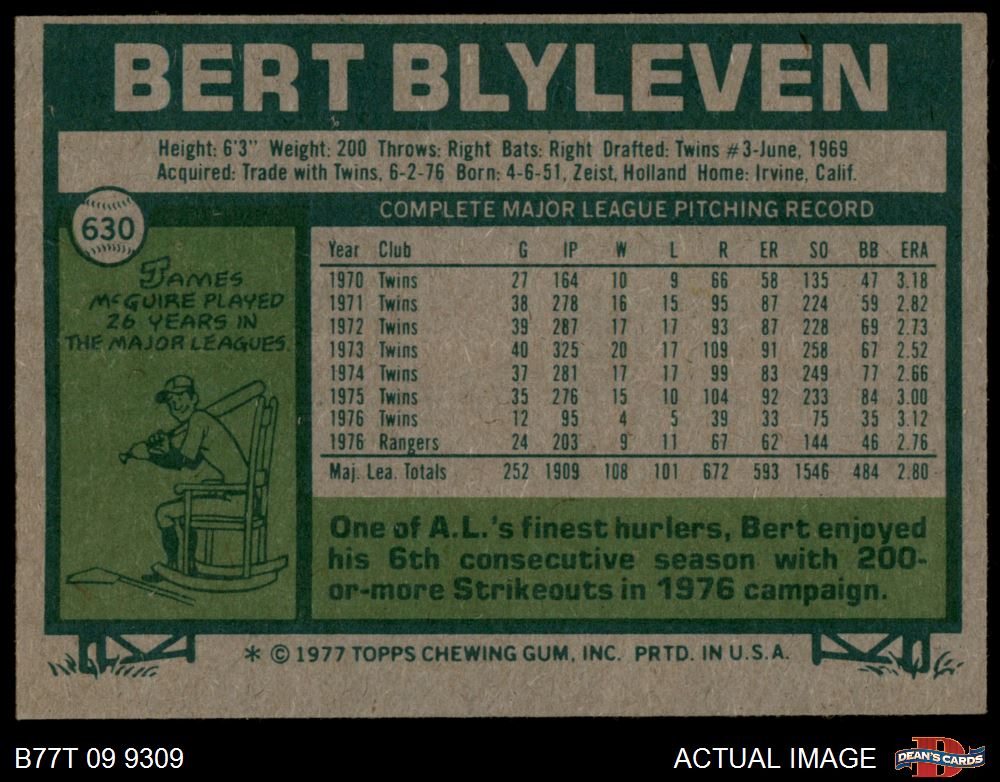 BERT BLYLEVEN
Height: 6'3" Weight: 200 Throws: Right Bats: Right Drafted: Twins #3-June, 1969
Acquired: Trade with Twins, 6-2-76 Born: 4-6-51, Zeist, Holland Home: Irvine, Calif.
630
JAMES
McGUIRE PLAYED
26 YEARS IN
THE MAJOR LEAGUES.
COMPLETE MAJOR LEAGUE PITCHING RECORD
Year Club G IP W L R ER SO BB ERA
1970 Twins 27 164 10 9 66 58 135 47 3.18
1971 Twins 38 278 16 15 95 87 224 59 2.82
1972 Twins 39 287 17 17 93 87 228 69 2.73
1973 Twins 40 325 20 17 109 91 258 67 2.52
1974 Twins 37 281 17 17 99 83 249 77 2.66
1975 Twins 35 276 15 10 104 92 233 84 3.00
1976 Twins 12 95 4 5 39 33 75 35 3.12
1976 Rangers 24 203 9 11 67 62 144 46 2.76
Maj. Lea. Totals 252 1909 108 101 672 593 1546 484 2.80
One of A.L.'s finest hurlers, Bert enjoyed
his 6th consecutive season with 200-
or-more Strikeouts in 1976 campaign.
* © 1977 TOPPS CHEWING GUM, INC. PRTD. IN U.S.A.
B77T 09 9309
ACTUAL IMAGE
D
DEAN'S CARDS